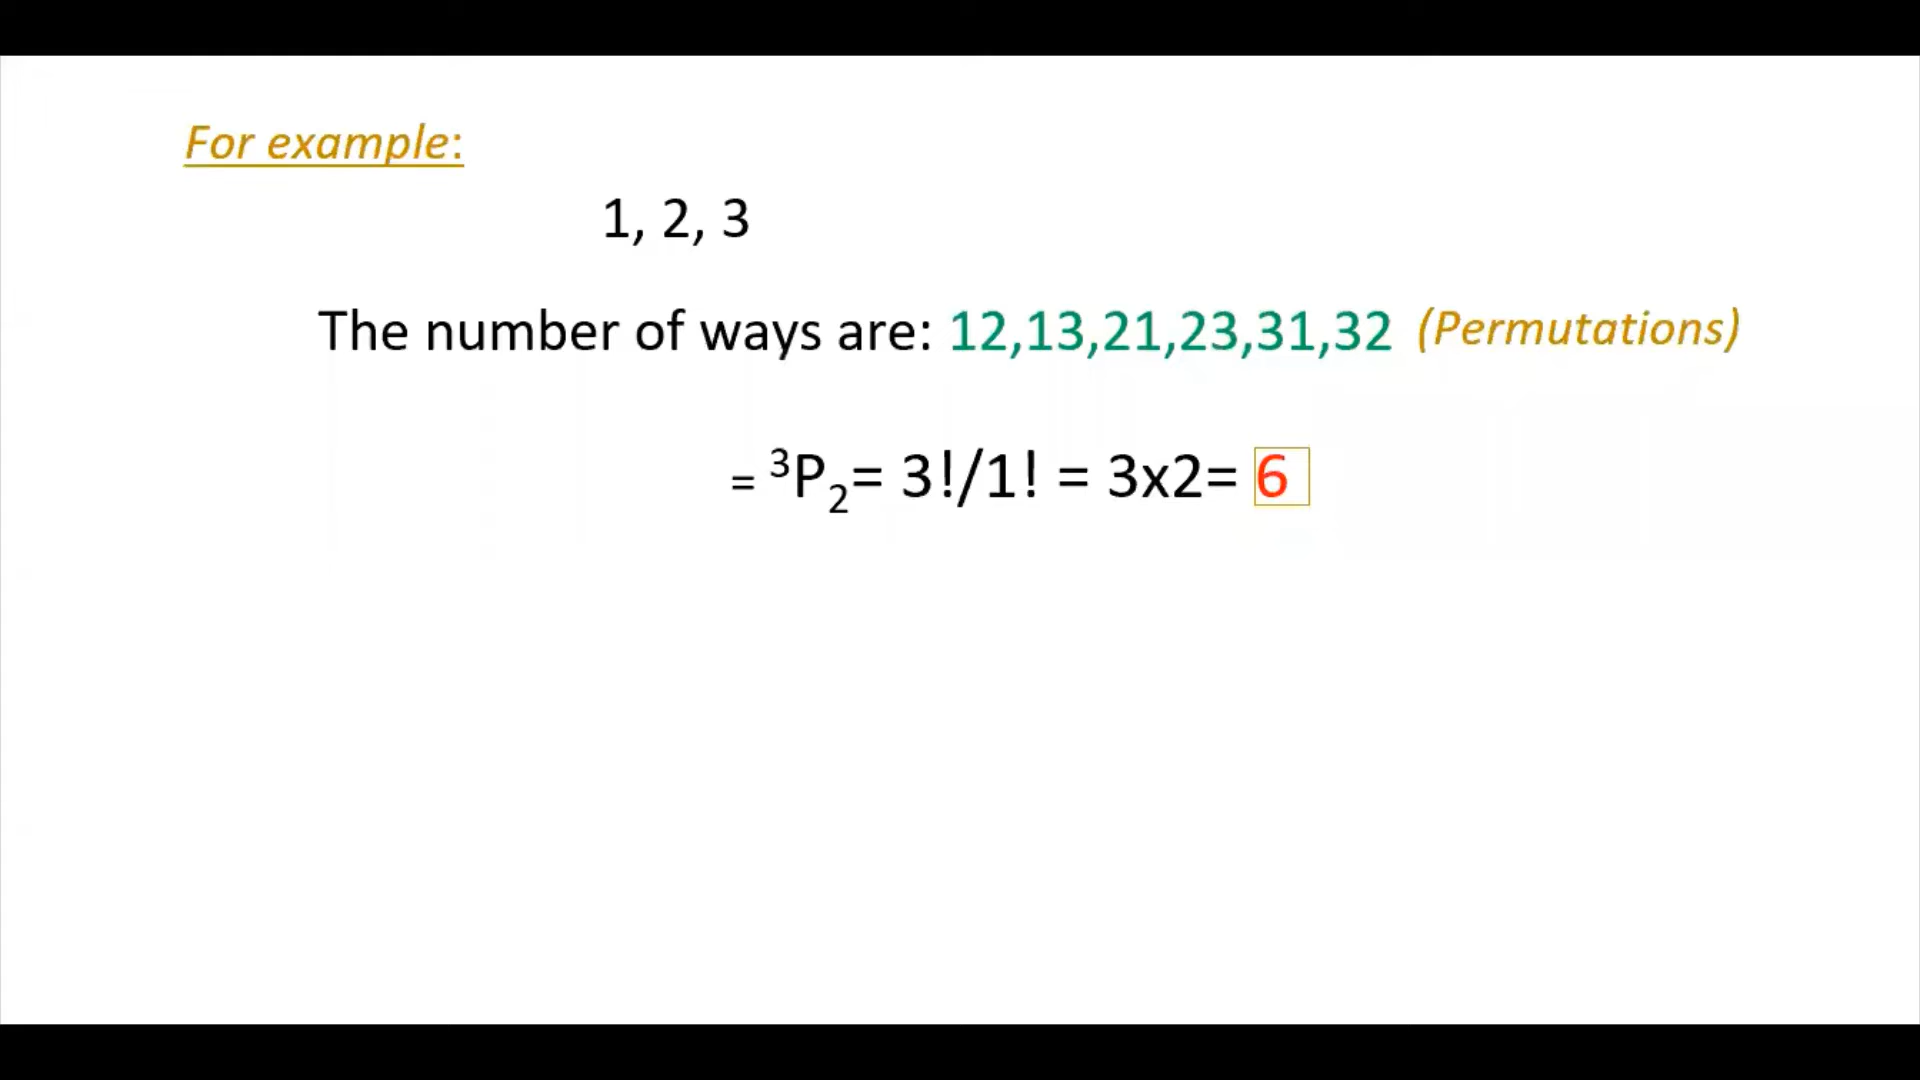 For example:
1, 2, 3
The number of ways are: 12,13,21,23,31,32 (Permutations)
= ³P₂= 3!/1! = 3x2= 6